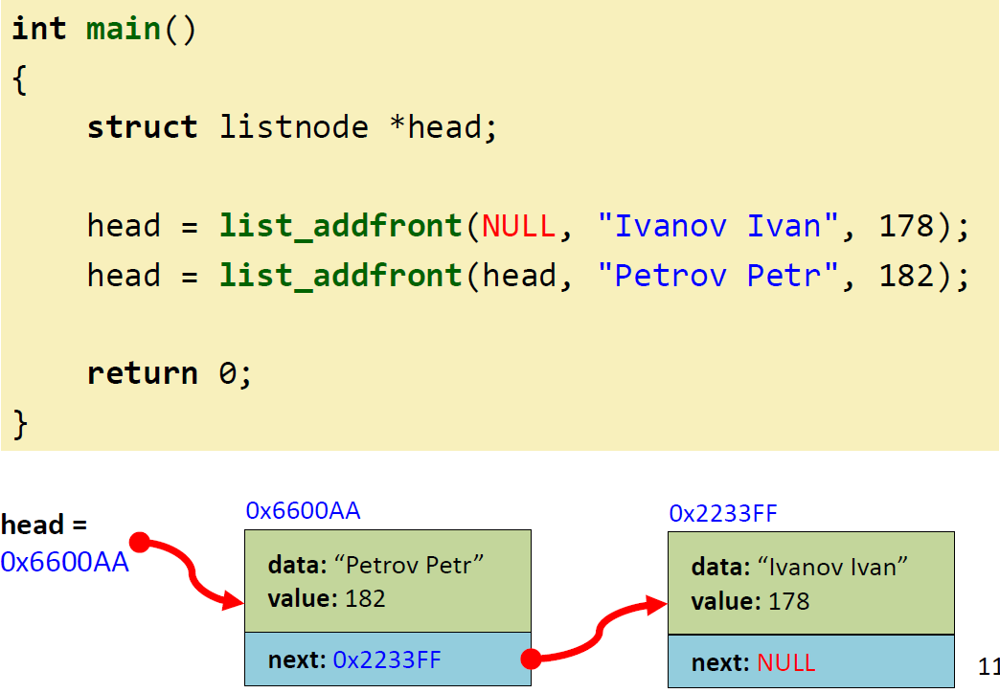 int main()
{
    struct listnode *head;
    head = list_addfront(NULL, "Ivanov Ivan", 178);
    head = list_addfront(head, "Petrov Petr", 182);
    return 0;
}
head =
0x6600AA
0x6600AA
data: “Petrov Petr”
value: 182
next: 0x2233FF
0x2233FF
data: “Ivanov Ivan”
value: 178
next: NULL
11